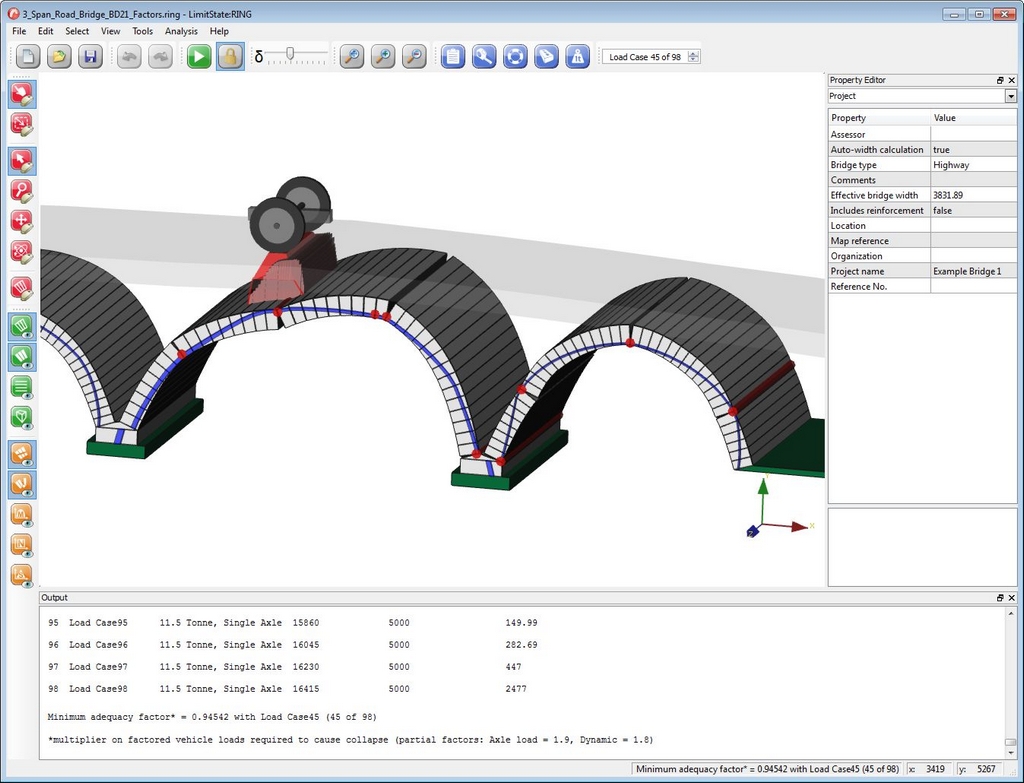 3_Span_Road_Bridge_BD21_Factors.ring - LimitState:RING
File Edit Select View Tools Analysis Help
δ
Load Case 45 of 98
Property Editor
Project
Property Value
Assessor
Auto-width calculation true
Bridge type Highway
Comments
Effective bridge width 3831.89
Includes reinforcement false
Location
Map reference
Organization
Project name Example Bridge 1
Reference No.
Output
95 Load Case95 11.5 Tonne, Single Axle 15860 5000 149.99
96 Load Case96 11.5 Tonne, Single Axle 16045 5000 282.69
97 Load Case97 11.5 Tonne, Single Axle 16230 5000 447
98 Load Case98 11.5 Tonne, Single Axle 16415 5000 2477
Minimum adequacy factor* = 0.94542 with Load Case45 (45 of 98)
*multiplier on factored vehicle loads required to cause collapse (partial factors: Axle load = 1.9, Dynamic = 1.8)
Minimum adequacy factor* = 0.94542 with Load Case45 (45 of 98) x: 3419 y: 5267